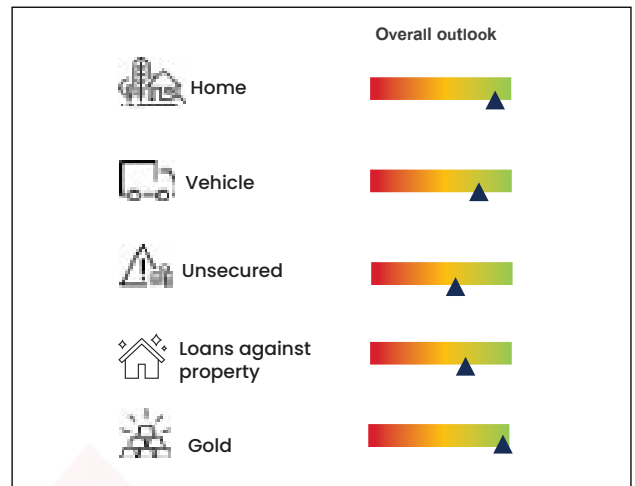 Overall outlook
Home
Vehicle
Unsecured
Loans against
property
Gold